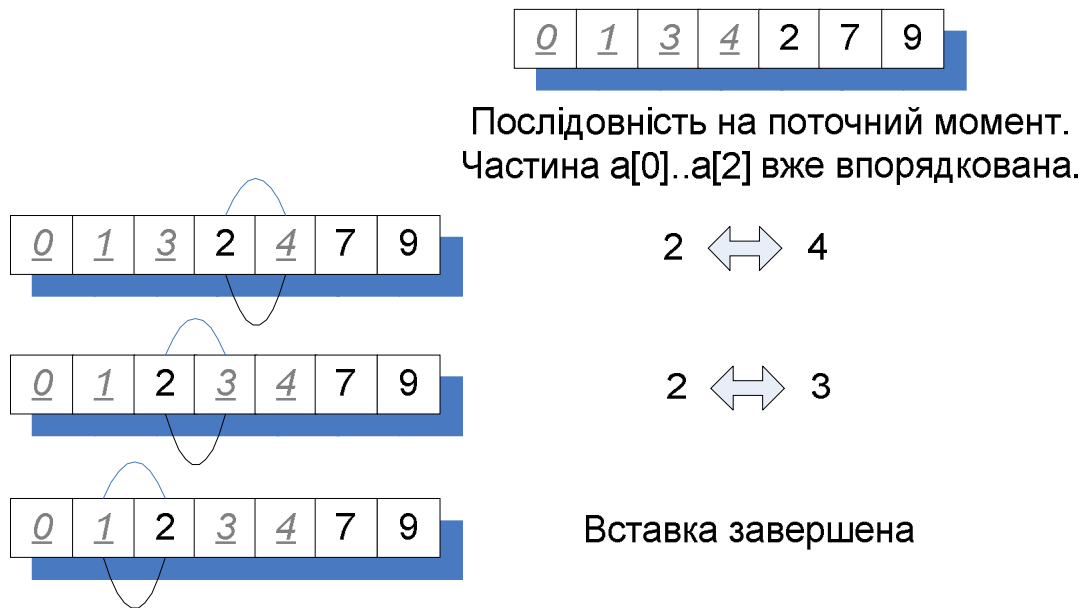 0 1 3 4 2 7 9
Послідовність на поточний момент.
Частина a[0]..a[2] вже впорядкована.
0 1 3 2 4 7 9
2 4
0 1 2 3 4 7 9
2 3
0 1 2 3 4 7 9
Вставка завершена